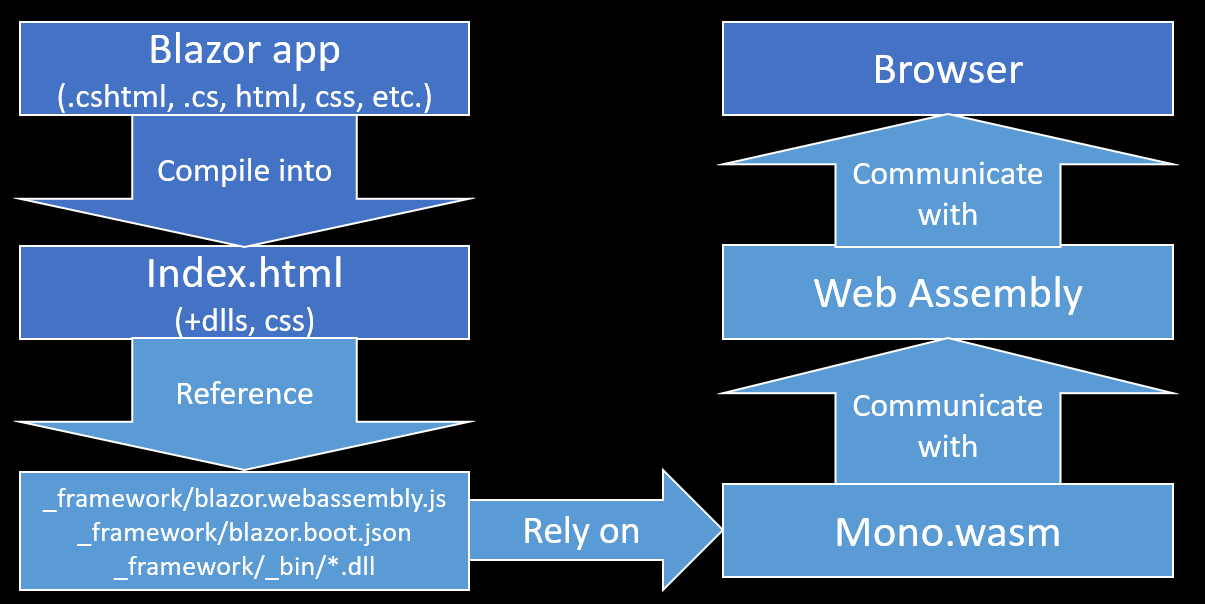 Blazor app
(.cshtml, .cs, html, css, etc.)
Compile into
Index.html
(+dlls, css)
Reference
_framework/blazor.webassembly.js
_framework/blazor.boot.json
_framework/_bin/*.dll
Rely on
Mono.wasm
Communicate
with
Web Assembly
Communicate
with
Browser